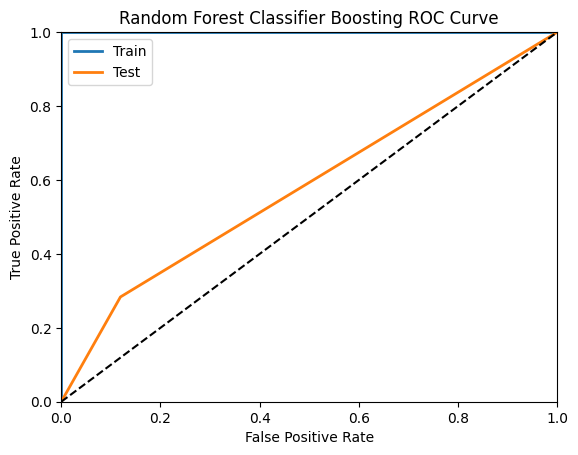 Random Forest Classifier Boosting ROC Curve
Train
Test
True Positive Rate
1.0
0.8
0.6
0.4
0.2
0.0
0.0 0.2 0.4 0.6 0.8 1.0
False Positive Rate